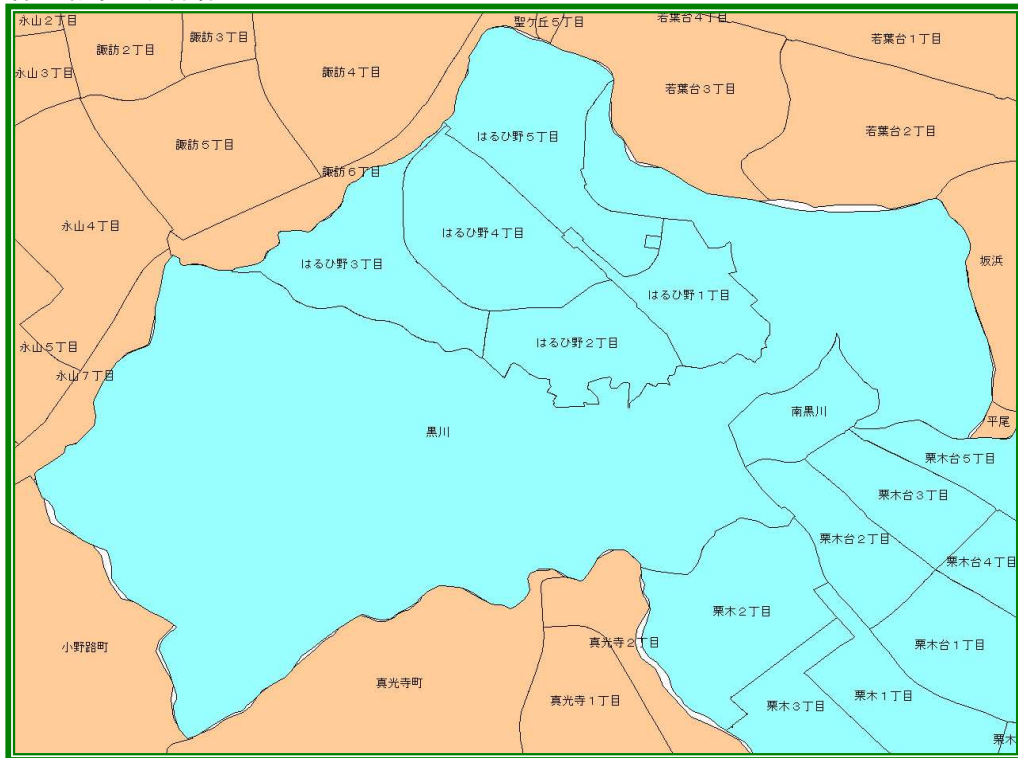 永山２丁目
諏訪３丁目
聖ケ丘５丁目
若葉台４丁目
諏訪２丁目
若葉台１丁目
永山３丁目
諏訪４丁目
若葉台３丁目
若葉台２丁目
はるひ野５丁目
諏訪５丁目
諏訪６丁目
永山４丁目
はるひ野４丁目
はるひ野３丁目
坂浜
はるひ野１丁目
はるひ野２丁目
永山５丁目
永山７丁目
南黒川
平尾
黒川
栗木台５丁目
栗木台３丁目
栗木台２丁目
栗木台４丁目
栗木２丁目
小野路町
真光寺２丁目
栗木台１丁目
真光寺町
真光寺１丁目
栗木３丁目
栗木１丁目
栗木